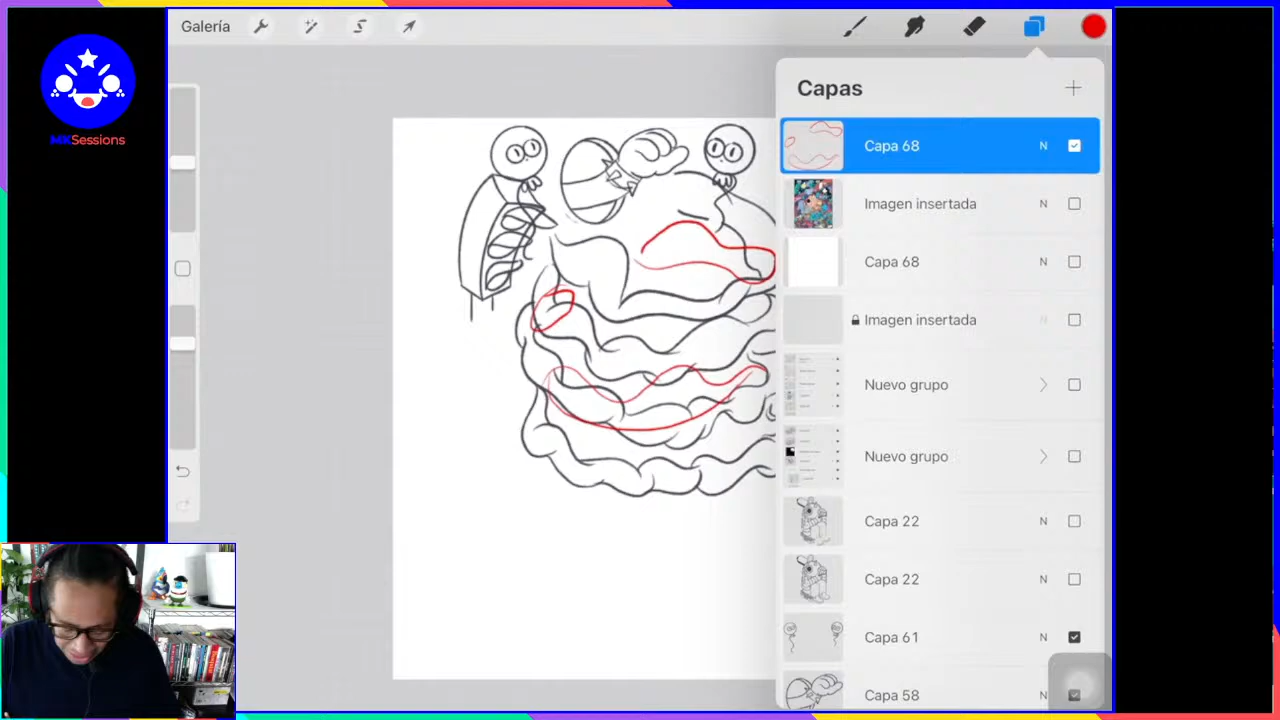 Galería
MKSessions
Capas
Capa 68 N
Imagen insertada N
Capa 68 N
Imagen insertada N
Nuevo grupo
Nuevo grupo
Capa 22 N
Capa 22 N
Capa 61 N
Capa 58 N